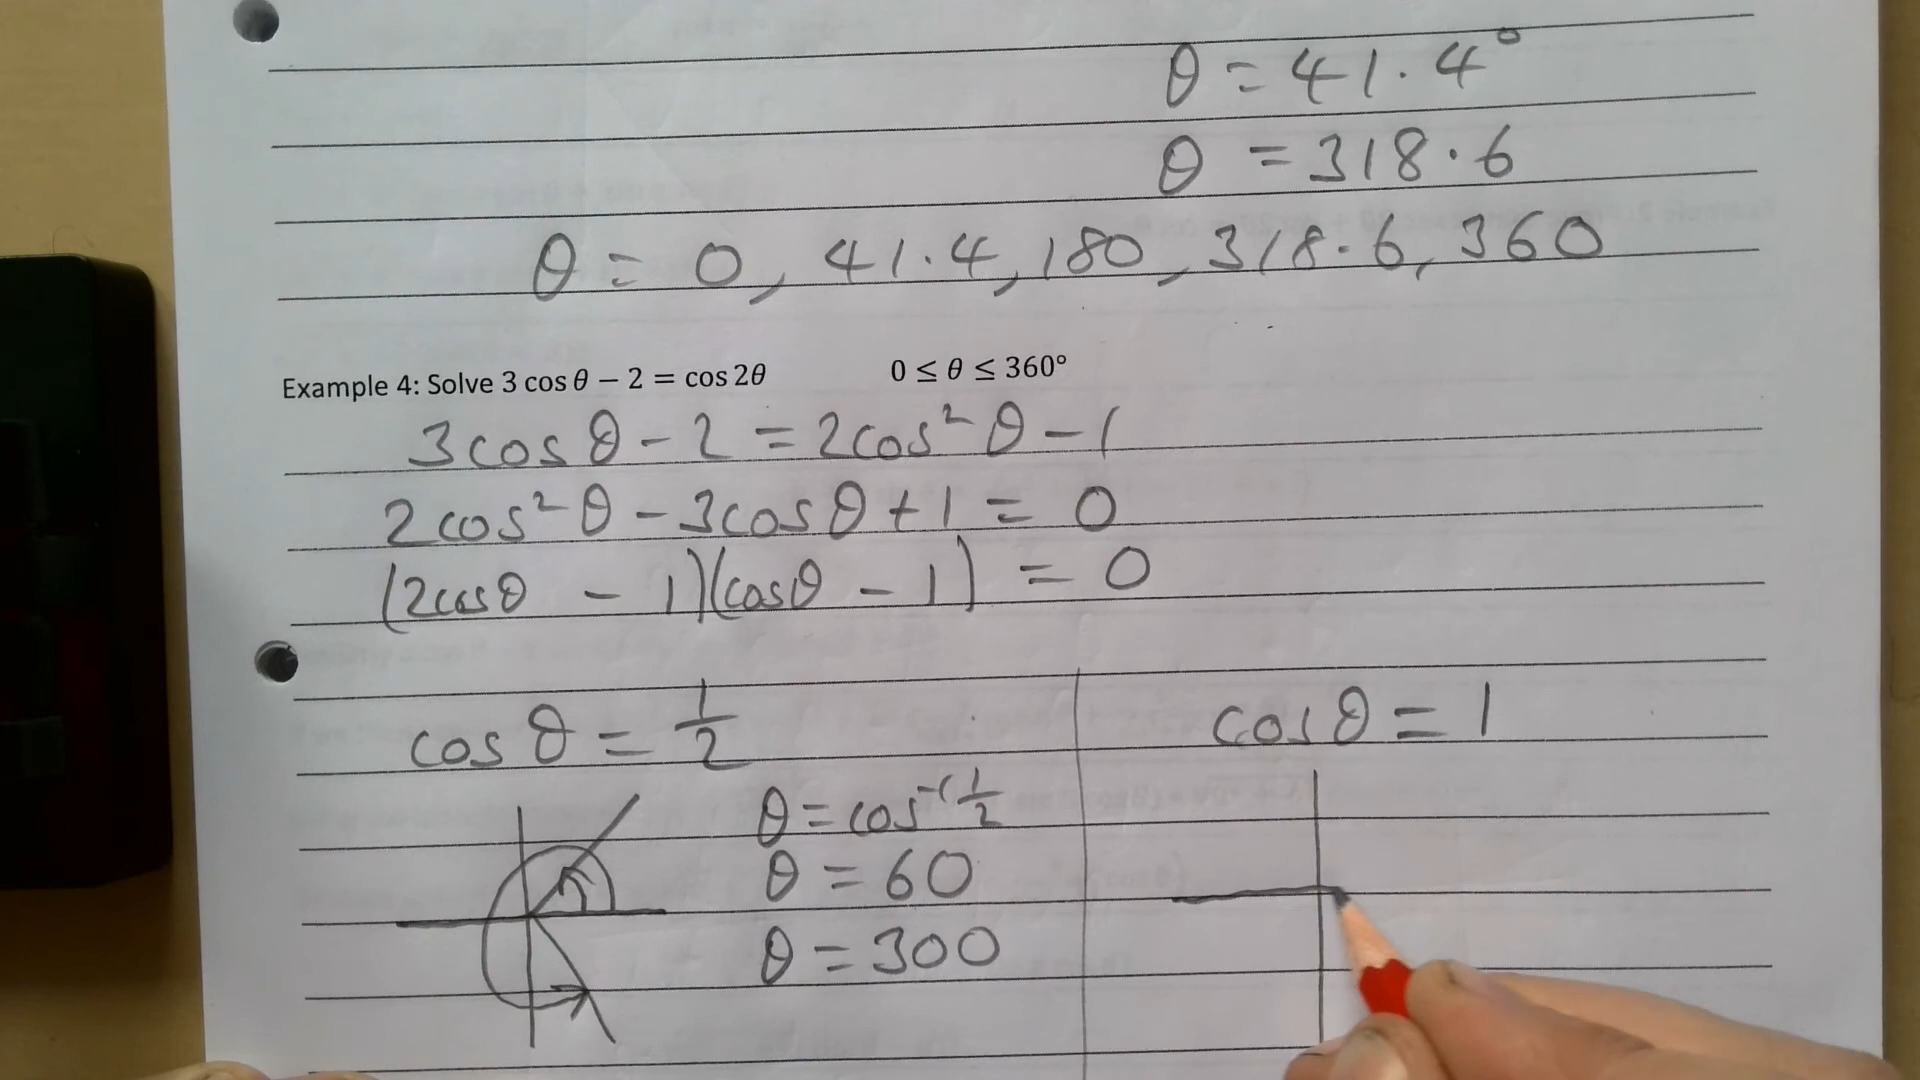 θ = 41.4°
θ = 318.6
θ = 0, 41.4, 180, 318.6, 360
Example 4: Solve 3 cos θ − 2 = cos 2θ 0 ≤ θ ≤ 360°
3cos θ − 2 = 2cos² θ − 1
2cos² θ − 3cos θ + 1 = 0
(2cosθ − 1)(cosθ − 1) = 0
cos θ = 1/2
cos θ = 1
θ = cos⁻¹ 1/2
θ = 60
θ = 300